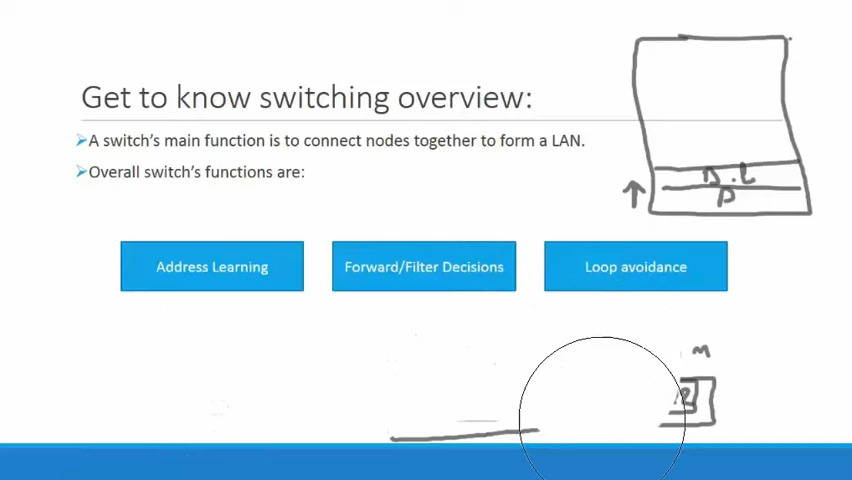 Get to know switching overview:
A switch's main function is to connect nodes together to form a LAN.
Overall switch's functions are:
Address Learning
Forward/Filter Decisions
Loop avoidance
D.L
P
M